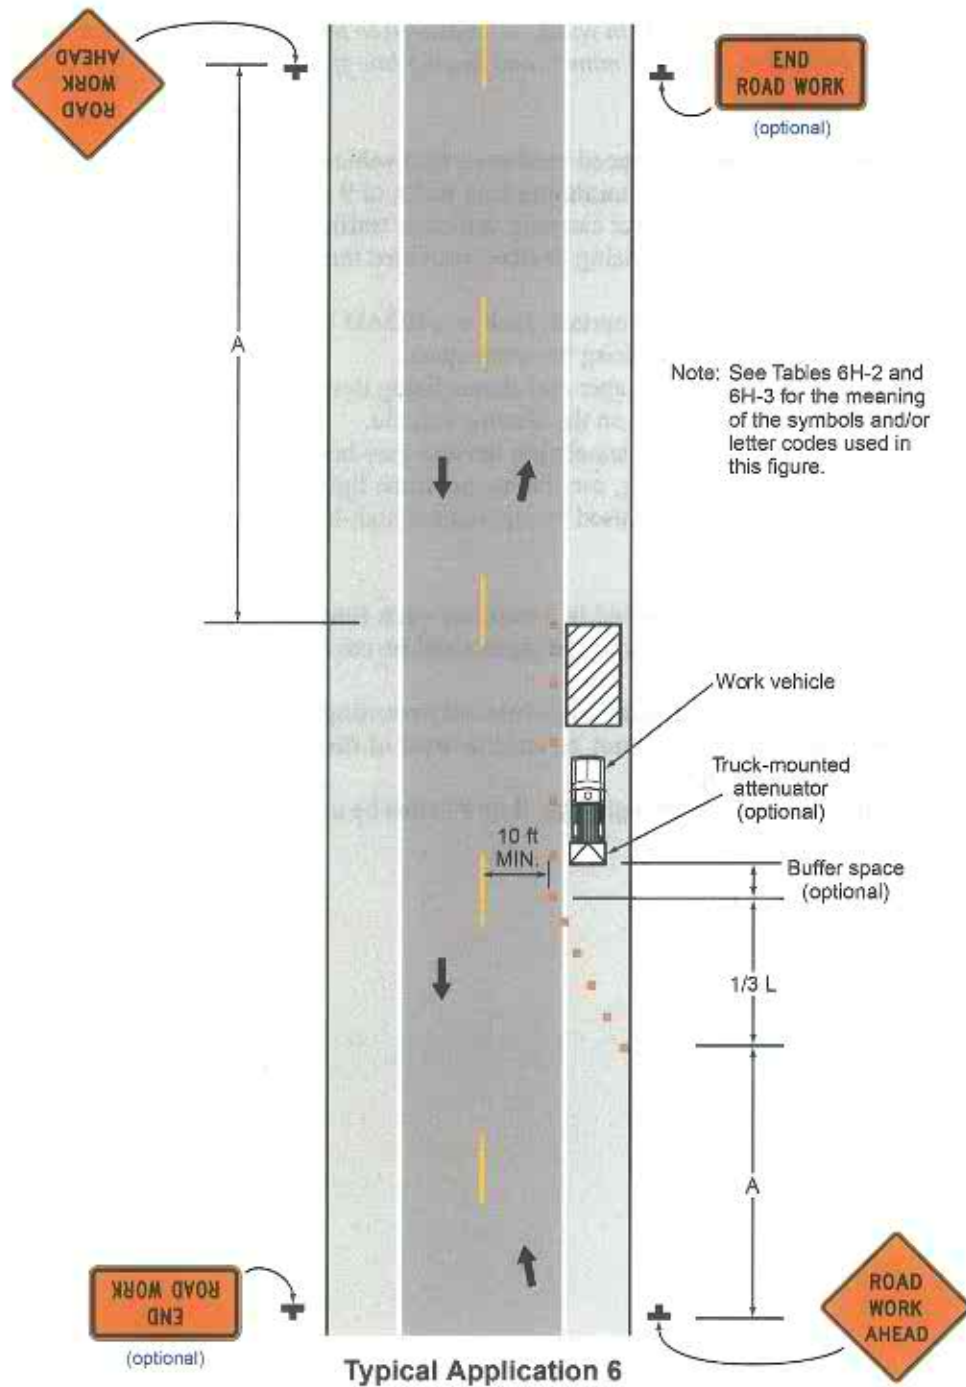 ROAD
WORK
AHEAD
END
ROAD WORK
(optional)
A
Note: See Tables 6H-2 and
6H-3 for the meaning
of the symbols and/or
letter codes used in
this figure.
Work vehicle
Truck-mounted
attenuator
(optional)
10 ft
MIN.
Buffer space
(optional)
1/3 L
A
END
ROAD WORK
(optional)
ROAD
WORK
AHEAD
Typical Application 6